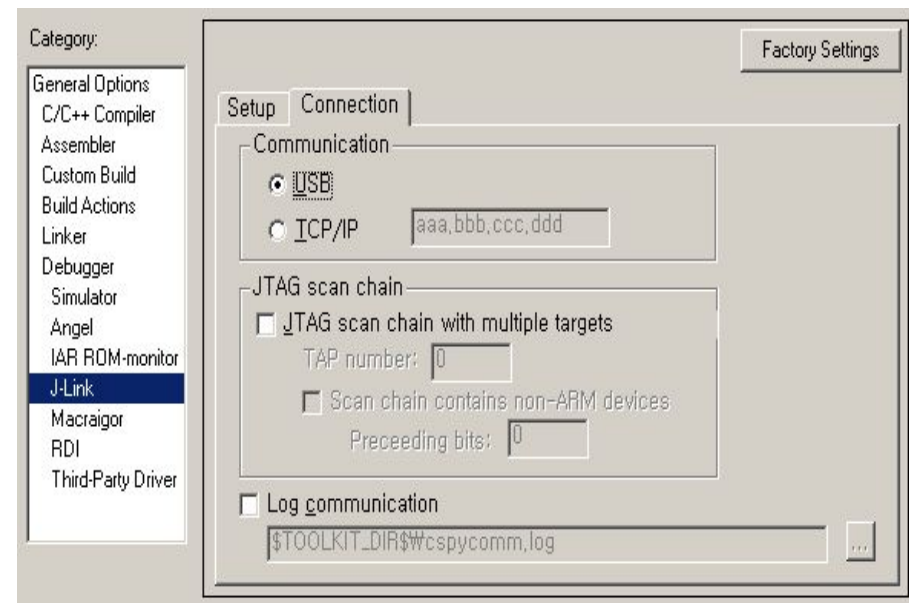 Category:
General Options
C/C++ Compiler
Assembler
Custom Build
Build Actions
Linker
Debugger
Simulator
Angel
IAR ROM-monitor
J-Link
Macraigor
RDI
Third-Party Driver
Factory Settings
Setup Connection
Communication
USB
TCP/IP aaa,bbb,ccc,ddd
JTAG scan chain
JTAG scan chain with multiple targets
TAP number: 0
Scan chain contains non-ARM devices
Preceeding bits: 0
Log communication
$TOOLKIT_DIR$₩cspycomm,log
...